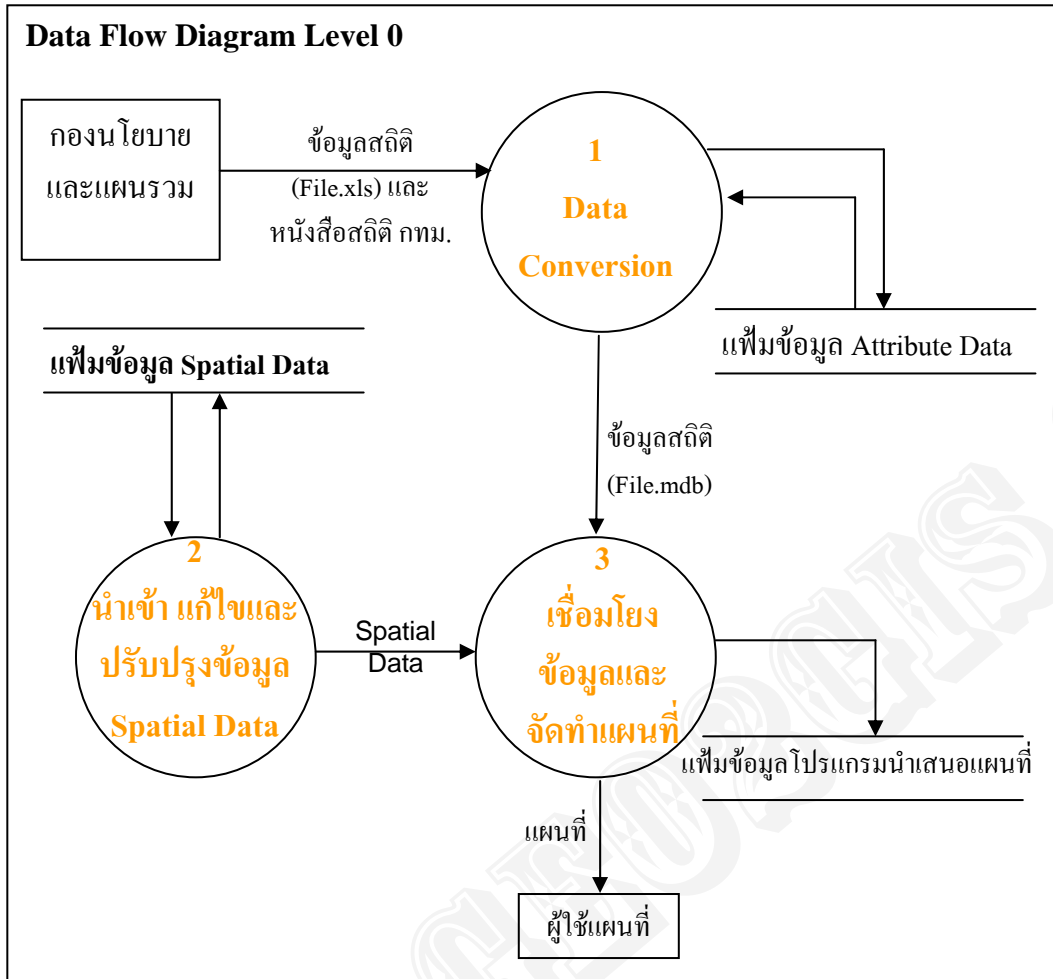 Data Flow Diagram Level 0
กองนโยบาย
และแผนรวม
ข้อมูลสถิติ
(File.xls) และ
หนังสือสถิติ กทม.
1
Data
Conversion
แฟ้มข้อมูล Attribute Data
แฟ้มข้อมูล Spatial Data
ข้อมูลสถิติ
(File.mdb)
2
นำเข้า แก้ไขและ
ปรับปรุงข้อมูล
Spatial Data
Spatial
Data
3
เชื่อมโยง
ข้อมูลและ
จัดทำแผนที่
แฟ้มข้อมูลโปรแกรมนำเสนอแผนที่
แผนที่
ผู้ใช้แผนที่